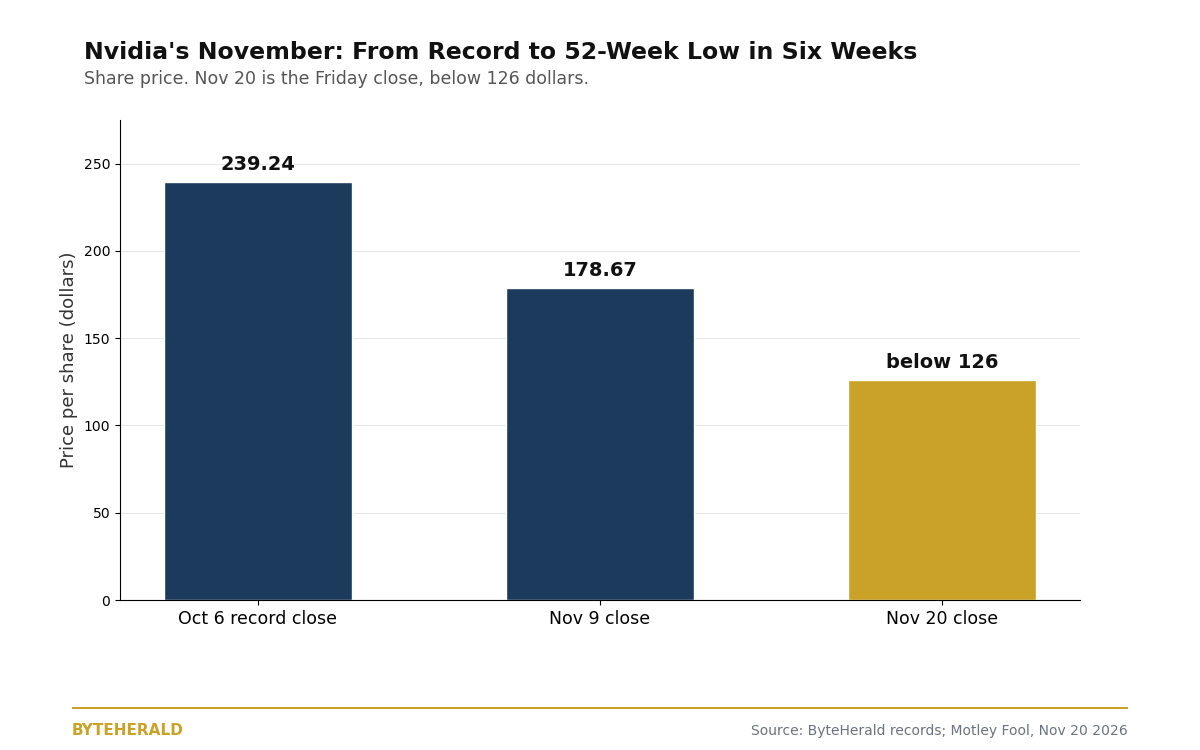 Nvidia's November: From Record to 52-Week Low in Six Weeks
Share price. Nov 20 is the Friday close, below 126 dollars.
Price per share (dollars)
250
200
150
100
50
0
239.24
178.67
below 126
Oct 6 record close
Nov 9 close
Nov 20 close
BYTEHERALD
Source: ByteHerald records; Motley Fool, Nov 20 2026